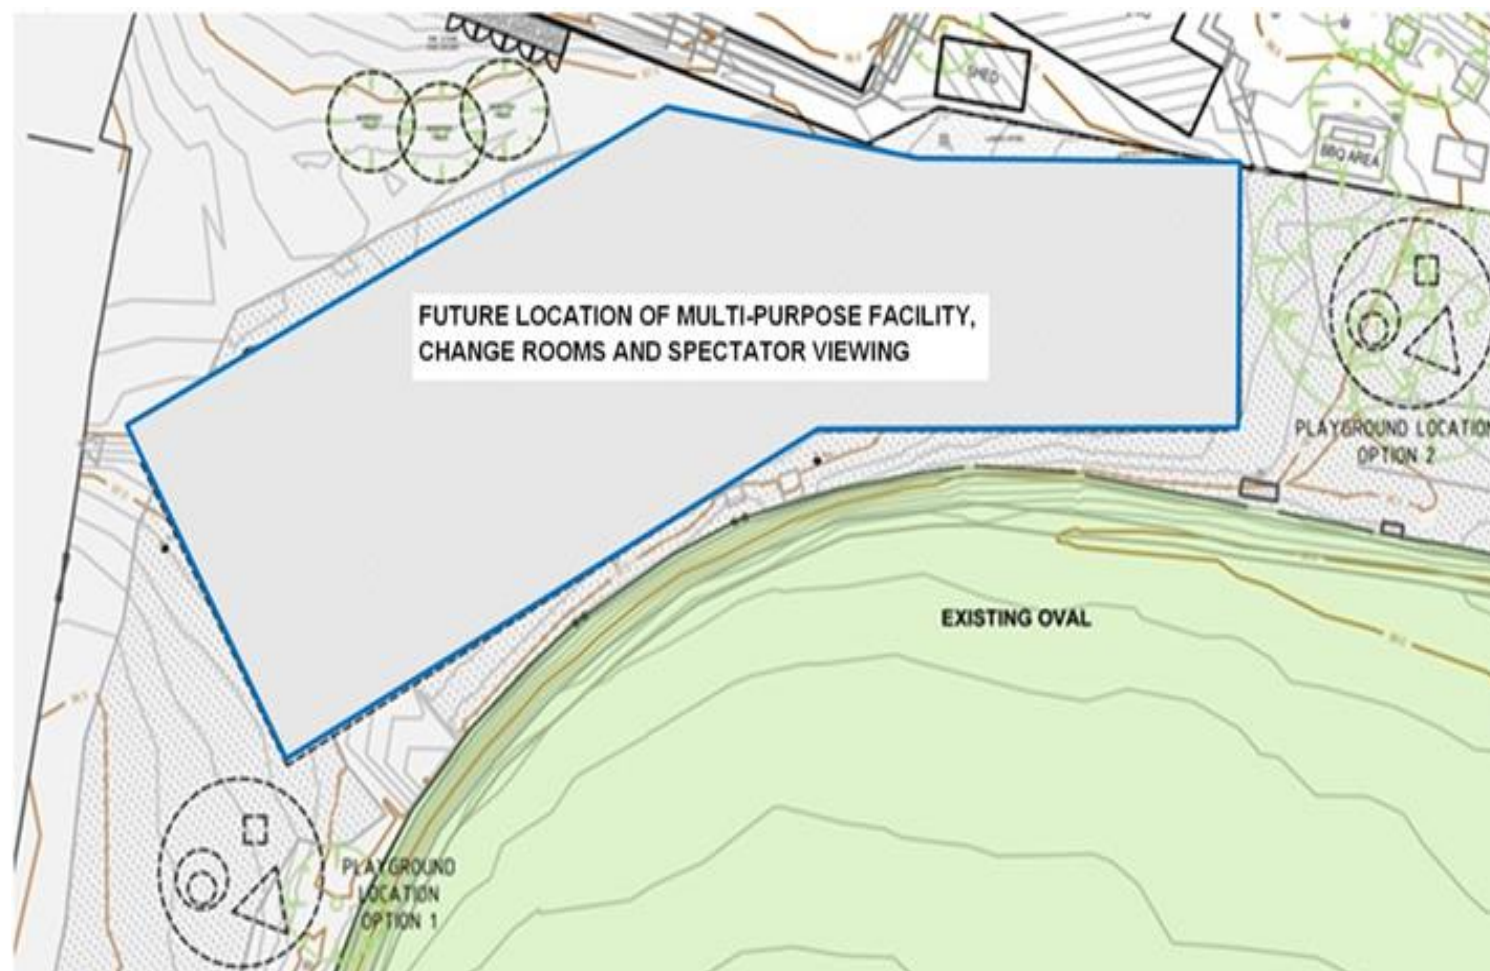 SHED
BBQ AREA
FUTURE LOCATION OF MULTI-PURPOSE FACILITY,
CHANGE ROOMS AND SPECTATOR VIEWING
PLAYGROUND LOCATION
OPTION 2
EXISTING OVAL
PLAYGROUND
LOCATION
OPTION 1